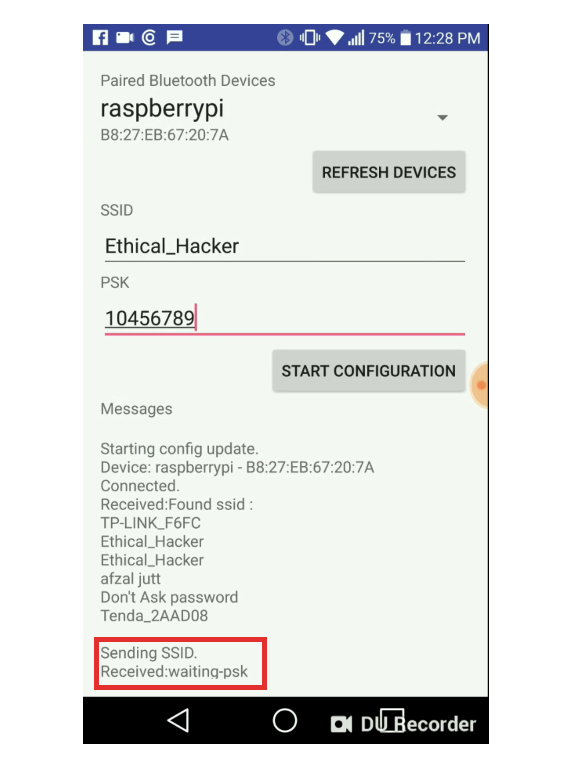 75% 12:28 PM
Paired Bluetooth Devices
raspberrypi
B8:27:EB:67:20:7A
REFRESH DEVICES
SSID
Ethical_Hacker
PSK
10456789
START CONFIGURATION
Messages
Starting config update.
Device: raspberrypi - B8:27:EB:67:20:7A
Connected.
Received:Found ssid :
TP-LINK_F6FC
Ethical_Hacker
Ethical_Hacker
afzal jutt
Don't Ask password
Tenda_2AAD08
Sending SSID.
Received:waiting-psk
DU Recorder